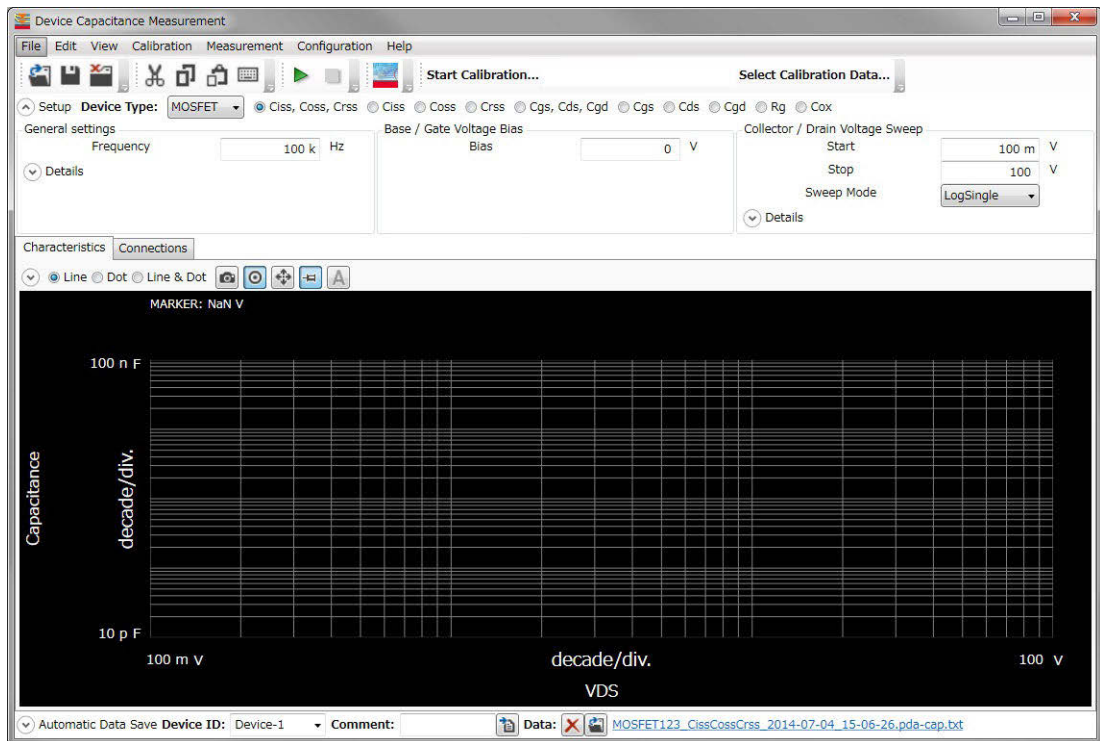 Device Capacitance Measurement
File Edit View Calibration Measurement Configuration Help
Start Calibration... Select Calibration Data...
Setup Device Type: MOSFET Ciss, Coss, Crss Ciss Coss Crss Cgs, Cds, Cgd Cgs Cds Cgd Rg Cox
General settings Base / Gate Voltage Bias Collector / Drain Voltage Sweep
Frequency 100 k Hz Bias 0 V Start 100 m V
Details Stop 100 V
Sweep Mode LogSingle
Details
Characteristics Connections
Line Dot Line & Dot A
MARKER: NaN V
100 n F
Capacitance
decade/div.
10 p F
100 m V decade/div. 100 V
VDS
Automatic Data Save Device ID: Device-1 Comment: Data: MOSFET123_CissCossCrss_2014-07-04_15-06-26.pda-cap.txt